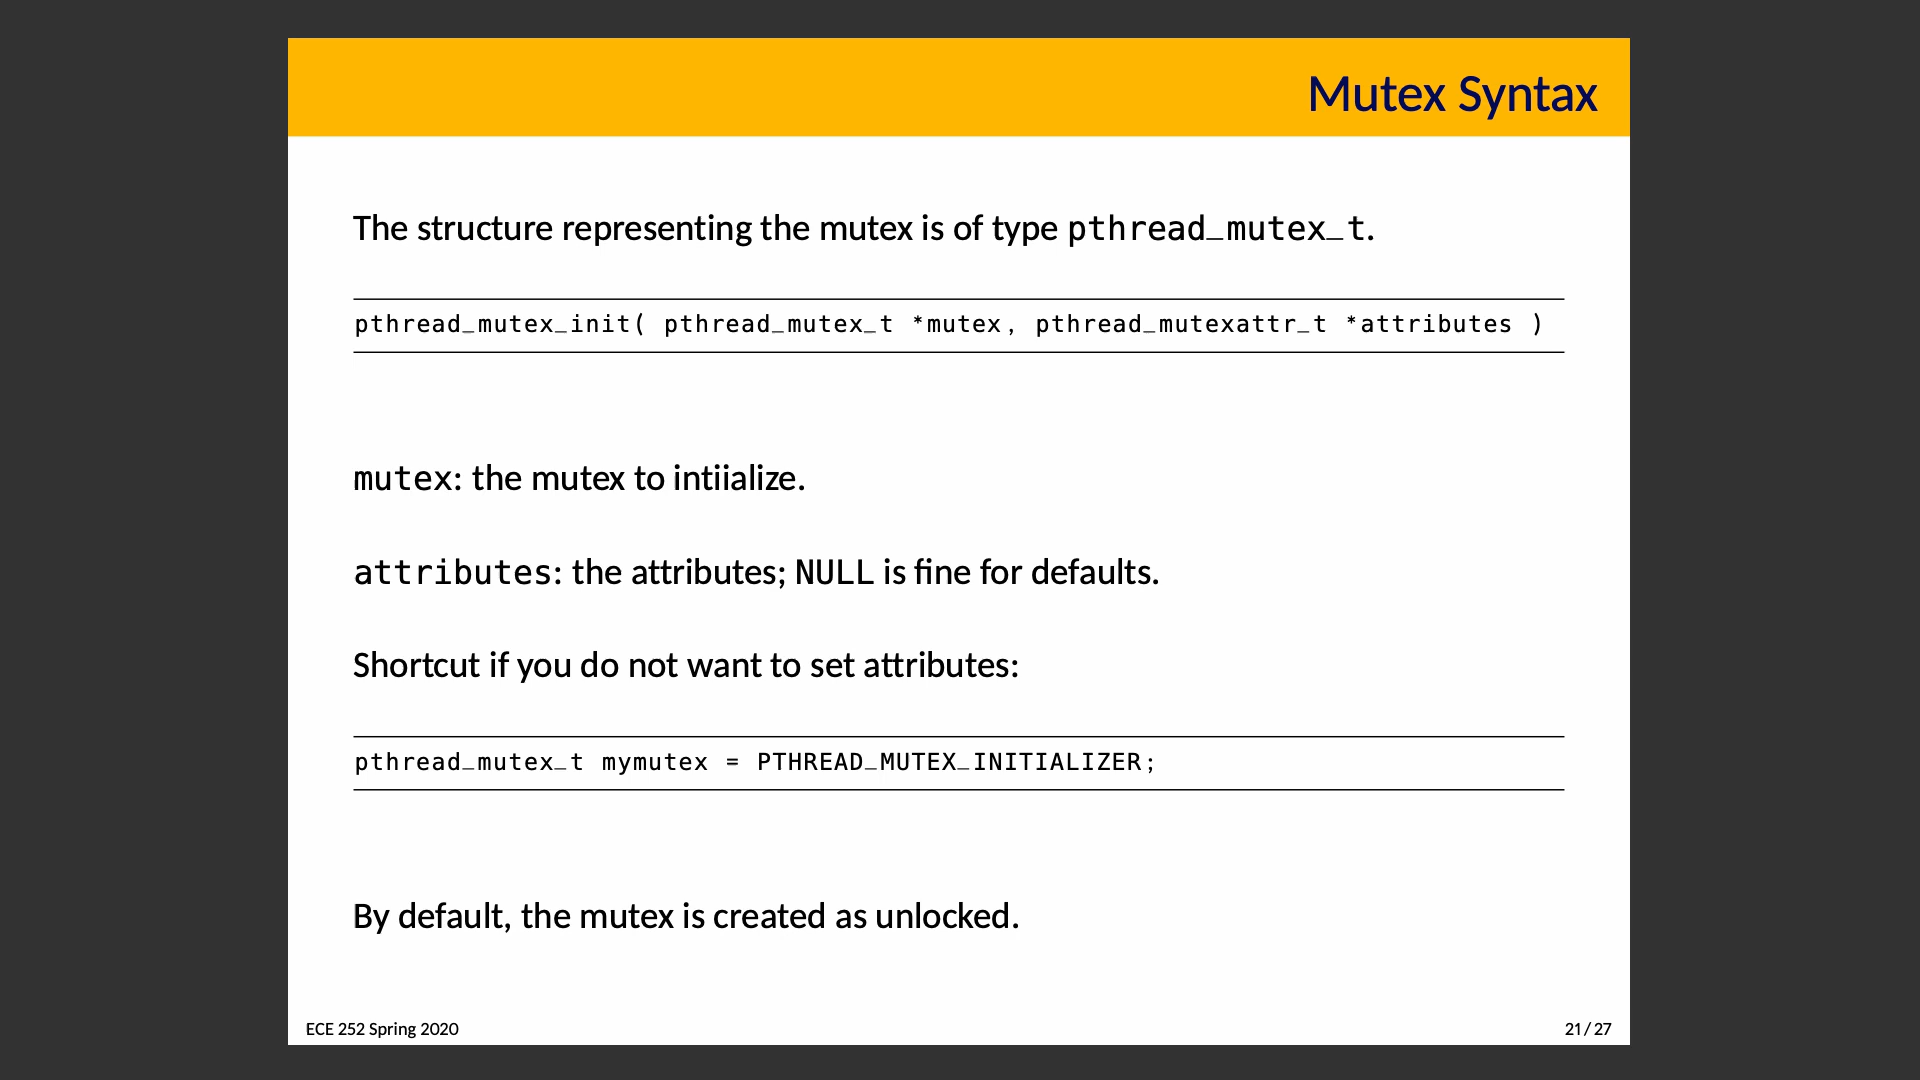 Mutex Syntax
The structure representing the mutex is of type pthread_mutex_t.
pthread_mutex_init( pthread_mutex_t *mutex, pthread_mutexattr_t *attributes )
mutex: the mutex to intiialize.
attributes: the attributes; NULL is fine for defaults.
Shortcut if you do not want to set attributes:
pthread_mutex_t mymutex = PTHREAD_MUTEX_INITIALIZER;
By default, the mutex is created as unlocked.
ECE 252 Spring 2020
21 / 27